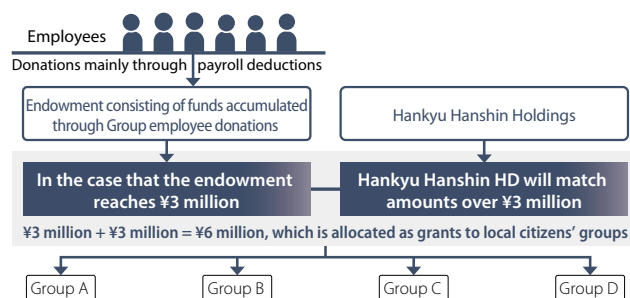 Employees
Donations mainly through payroll deductions
Endowment consisting of funds accumulated
through Group employee donations
Hankyu Hanshin Holdings
In the case that the endowment
reaches ¥3 million
Hankyu Hanshin HD will match
amounts over ¥3 million
¥3 million + ¥3 million = ¥6 million, which is allocated as grants to local citizens' groups
Group A
Group B
Group C
Group D